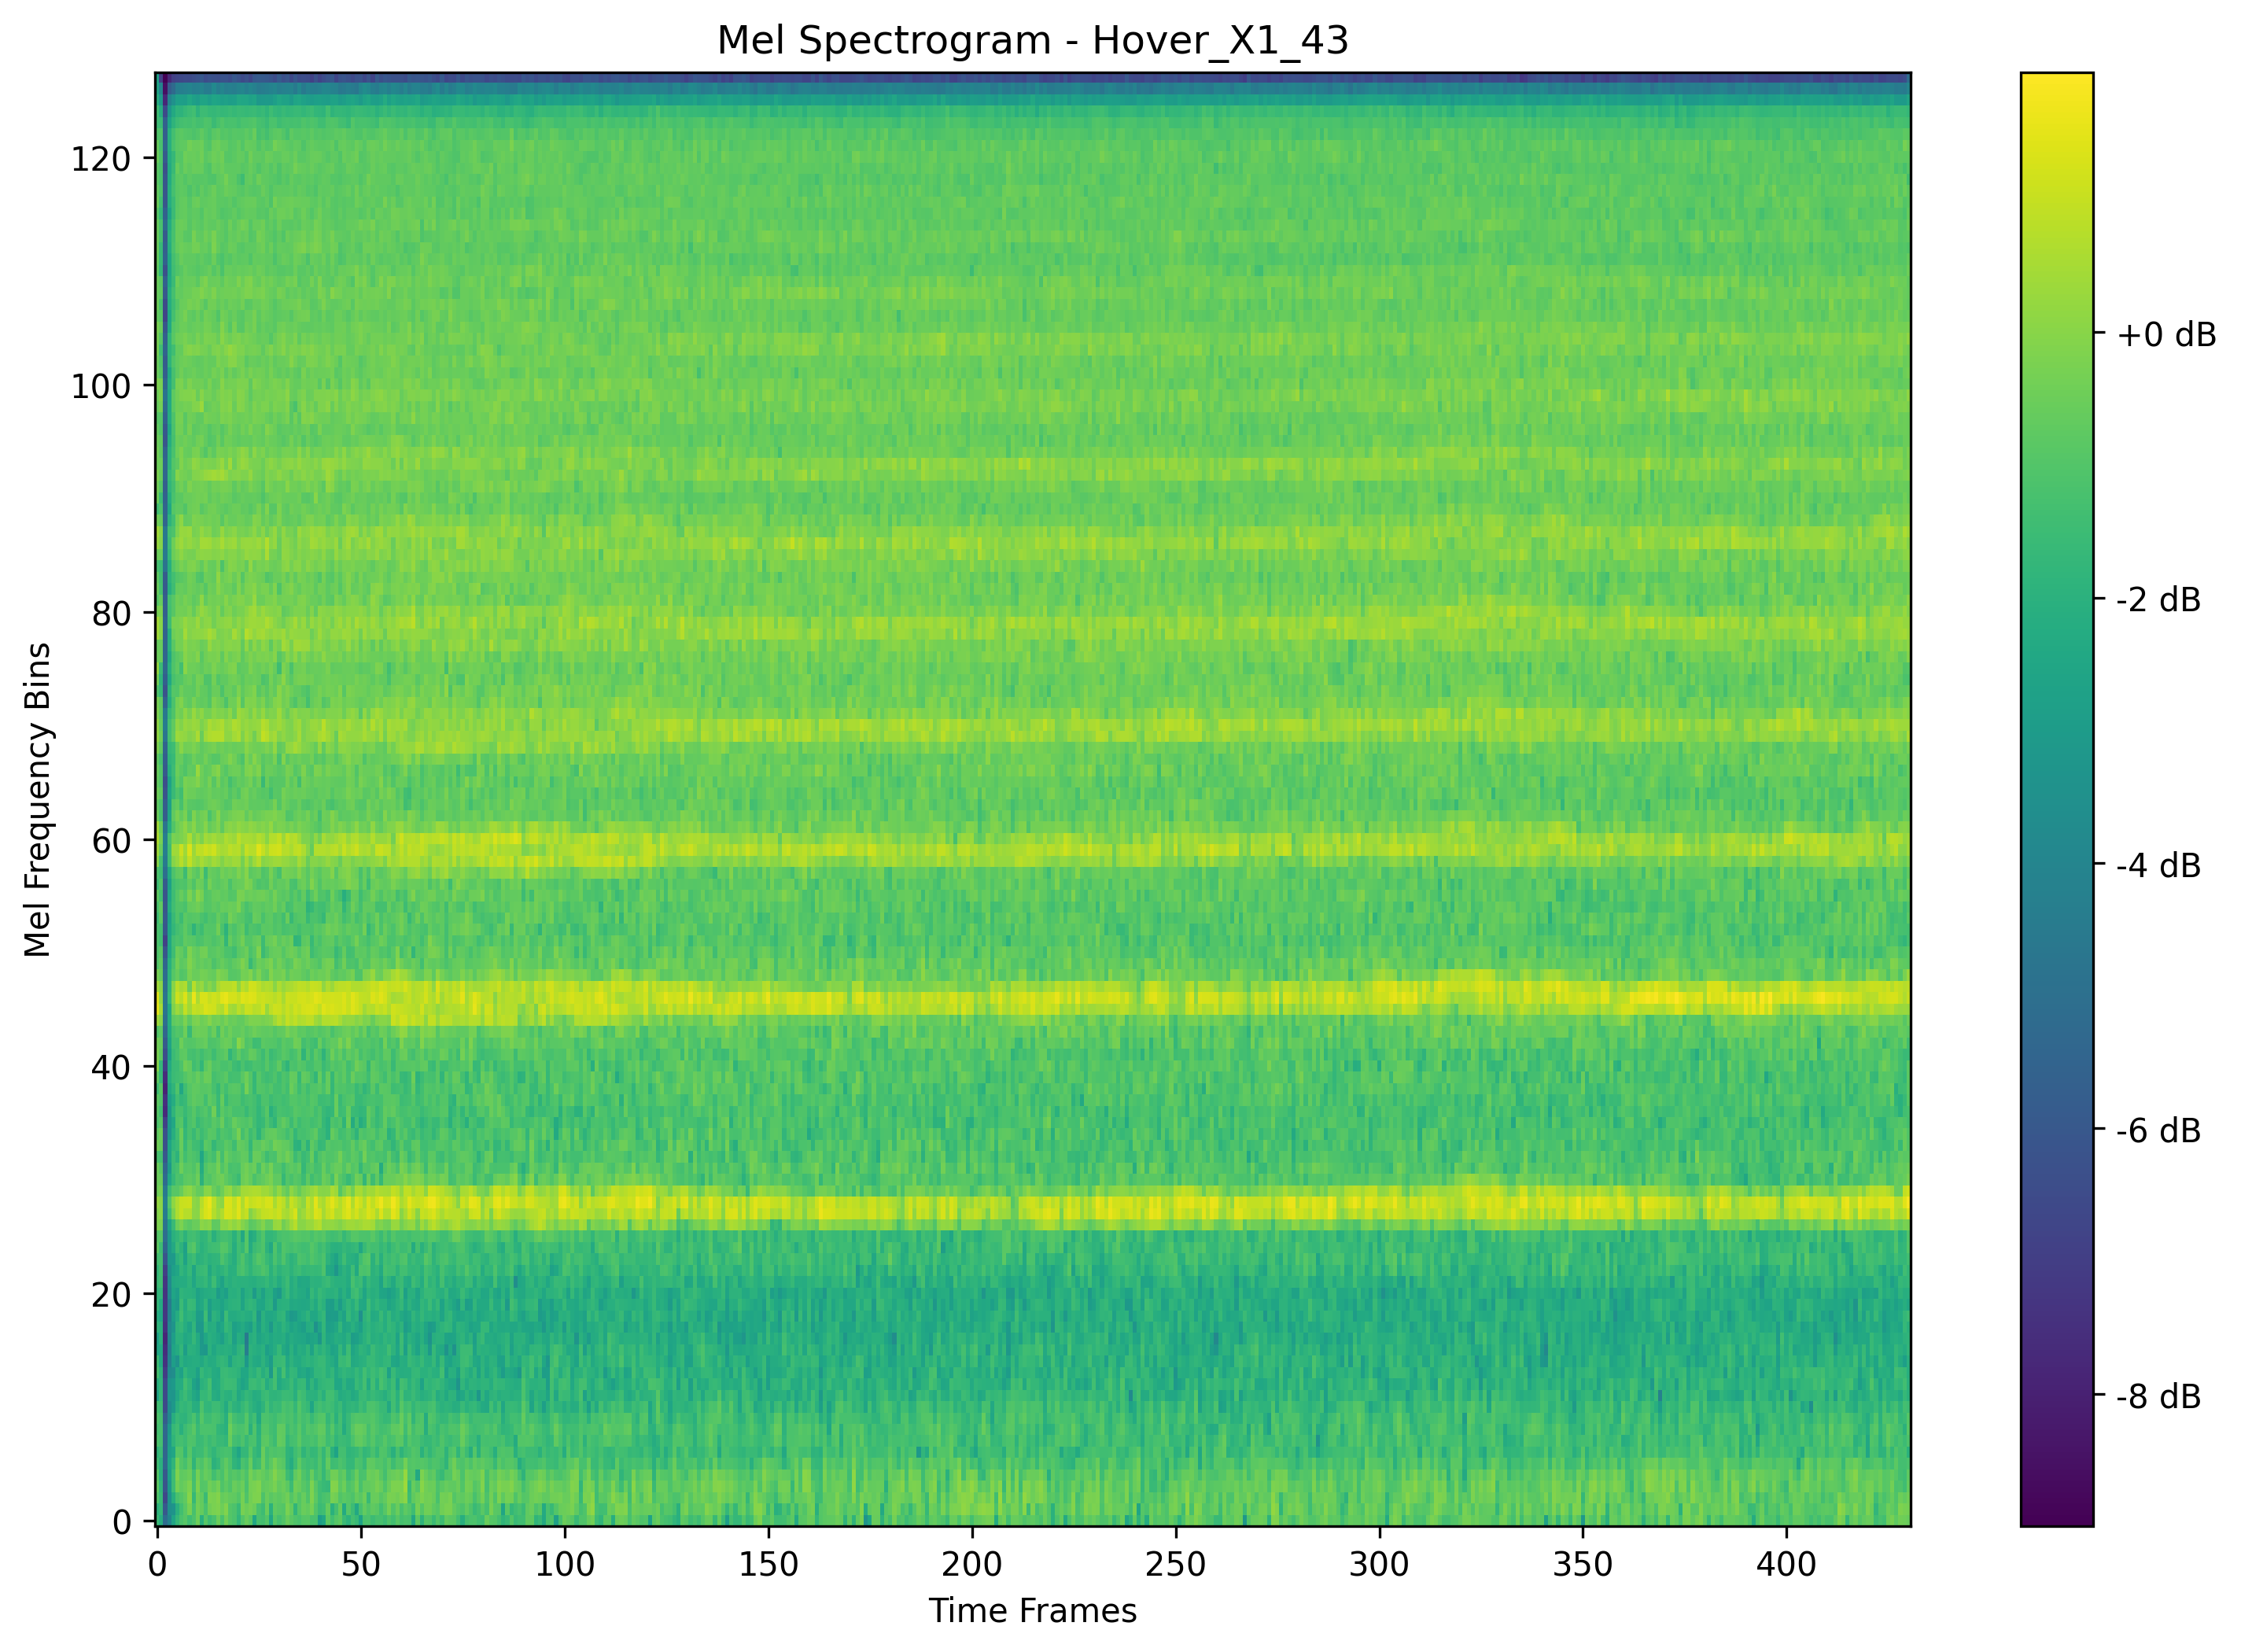 Mel Spectrogram - Hover_X1_43
Mel Frequency Bins
120
100
80
60
40
20
0
0 50 100 150 200 250 300 350 400
Time Frames
+0 dB
-2 dB
-4 dB
-6 dB
-8 dB